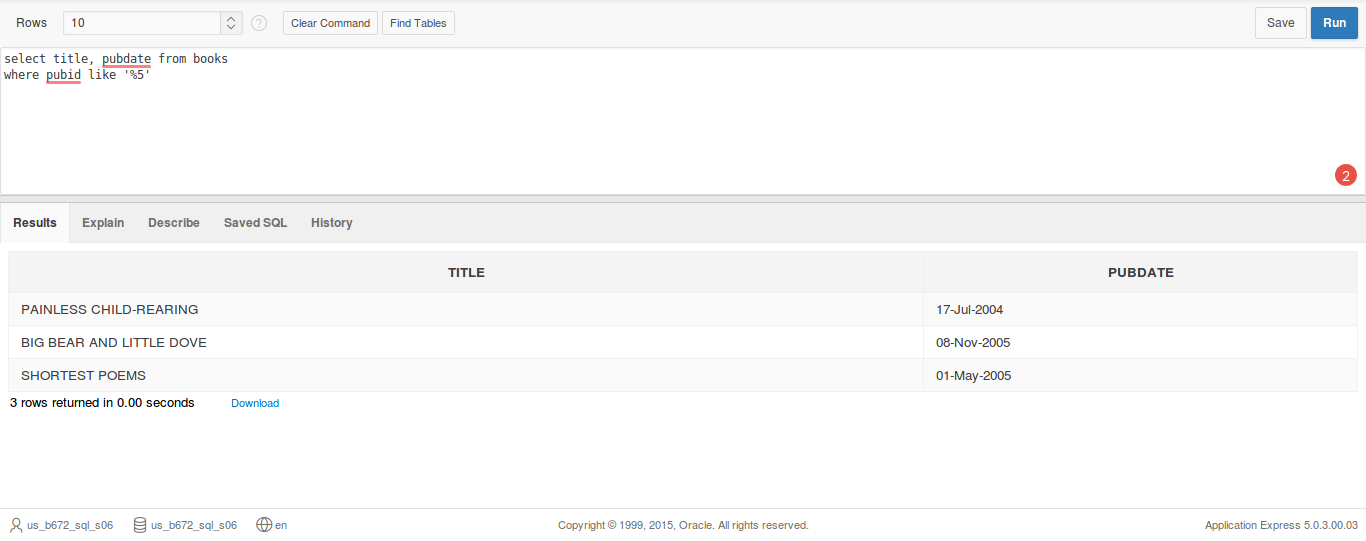 Rows 10 ? Clear Command Find Tables Save Run
select title, pubdate from books
where pubid like '%5'
2
Results Explain Describe Saved SQL History
TITLE PUBDATE
PAINLESS CHILD-REARING 17-Jul-2004
BIG BEAR AND LITTLE DOVE 08-Nov-2005
SHORTEST POEMS 01-May-2005
3 rows returned in 0.00 seconds Download
us_b672_sql_s06 us_b672_sql_s06 en Copyright © 1999, 2015, Oracle. All rights reserved. Application Express 5.0.3.00.03